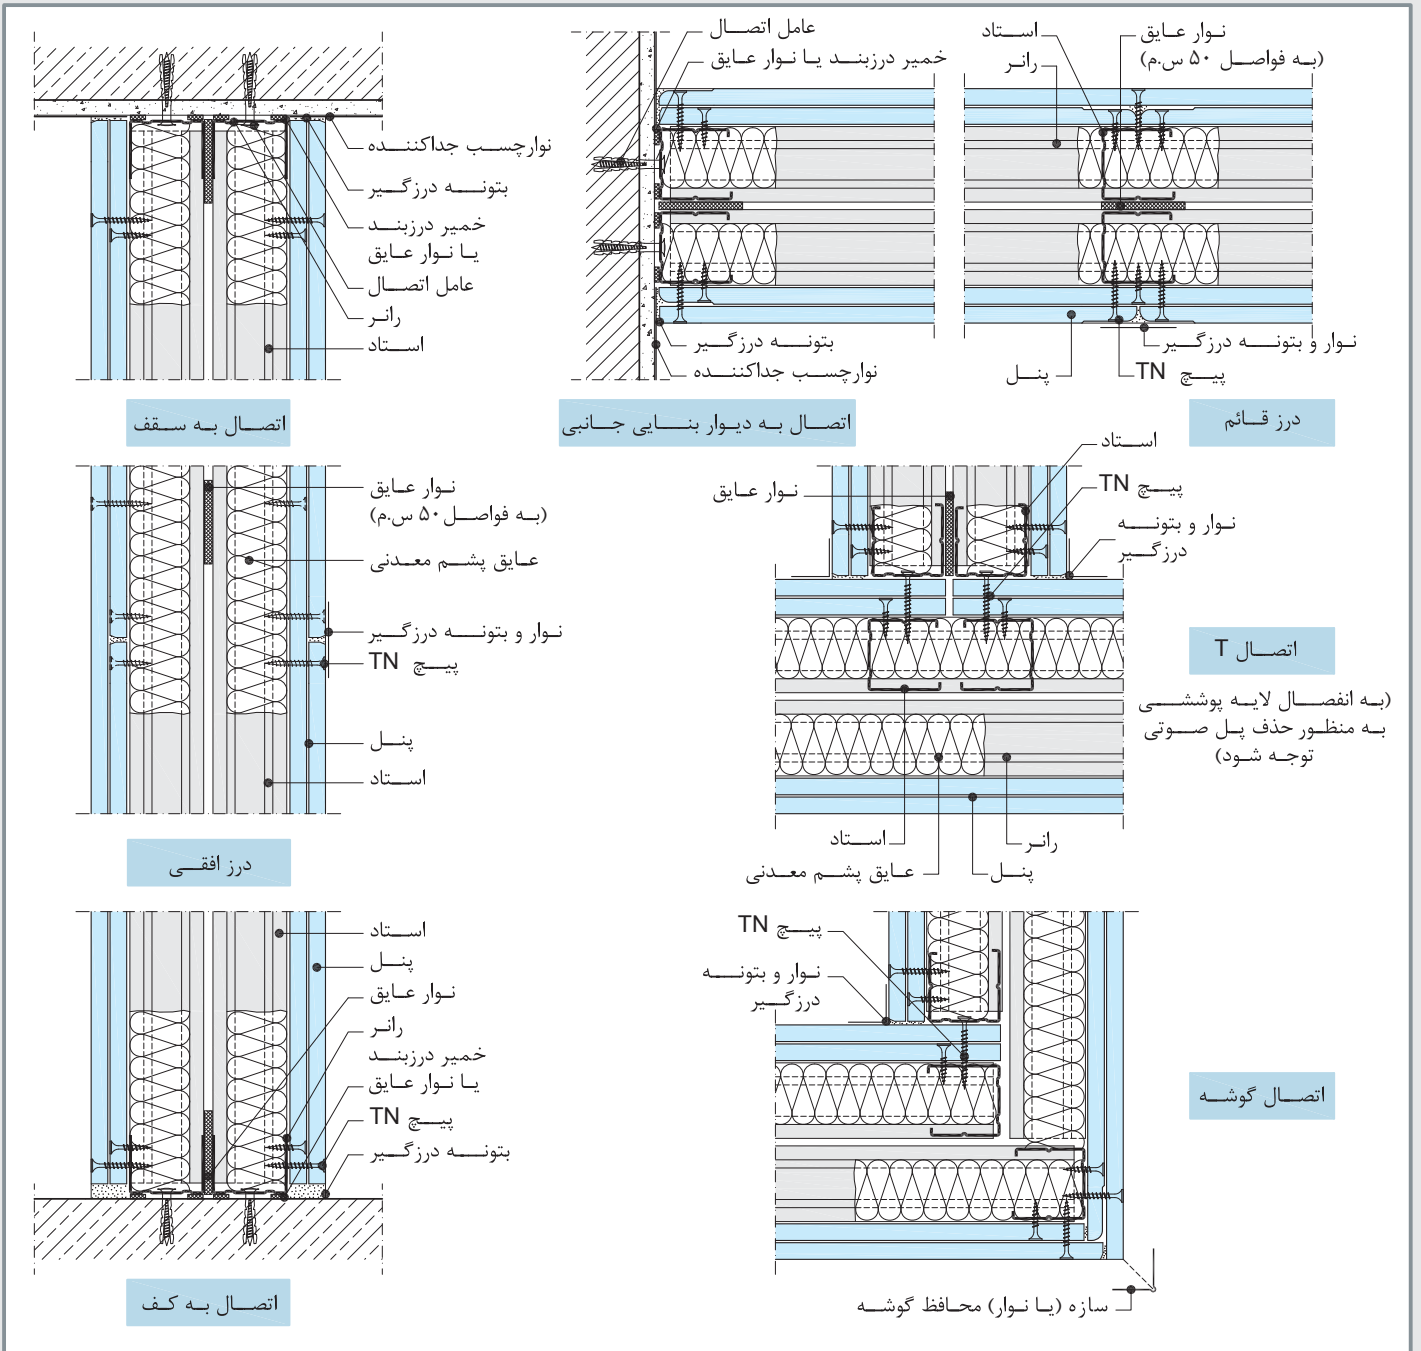 نوار عایق
(به فواصل ۵۰ س.م)
استاد
رانر
عامل اتصال
خمیر درزبند یا نوار عایق
نوارچسب جداکننده
بتونه درزگیر
خمیر درزبند
یا نوار عایق
عامل اتصال
رانر
استاد
نوار و بتونه درزگیر
پیچ TN
پنل
بتونه درزگیر
نوارچسب جداکننده
درز قائم
اتصال به دیوار بنایی جانبی
اتصال به سقف
استاد
پیچ TN
نوار عایق
نوار و بتونه
درزگیر
نوار عایق
(به فواصل ۵۰ س.م)
عایق پشم معدنی
نوار و بتونه درزگیر
پیچ TN
پنل
استاد
اتصال T
(به انفصال لایه پوششی
به منظور حذف پل صوتی
توجه شود)
رانر
استاد
پنل
عایق پشم معدنی
درز افقی
پیچ TN
نوار و بتونه
درزگیر
استاد
پنل
نوار عایق
رانر
خمیر درزبند
یا نوار عایق
پیچ TN
بتونه درزگیر
اتصال گوشه
سازه (یا نوار) محافظ گوشه
اتصال به کف